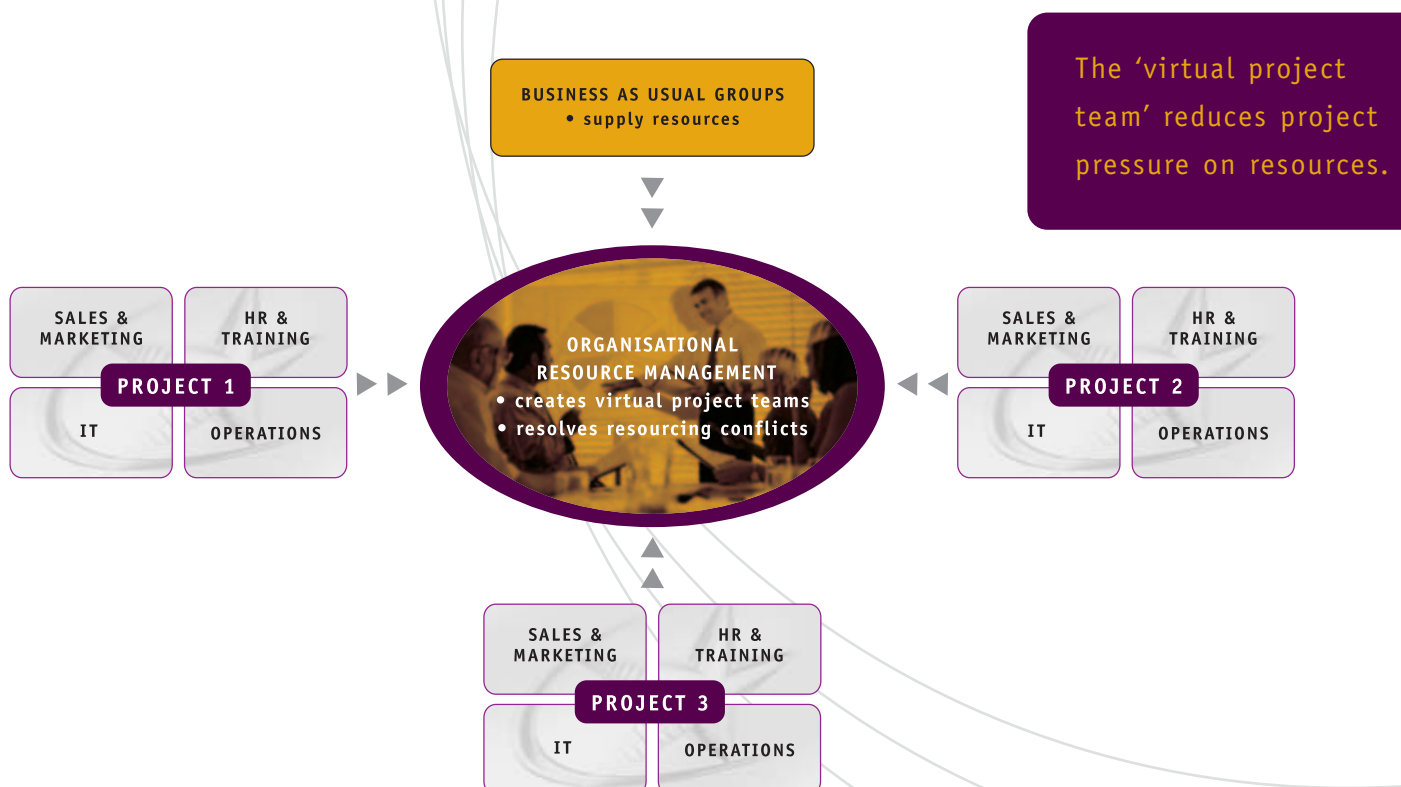 The ‘virtual project
team’ reduces project
pressure on resources.
BUSINESS AS USUAL GROUPS
• supply resources
SALES &
MARKETING
HR &
TRAINING
PROJECT 1
IT
OPERATIONS
ORGANISATIONAL
RESOURCE MANAGEMENT
• creates virtual project teams
• resolves resourcing conflicts
SALES &
MARKETING
HR &
TRAINING
PROJECT 2
IT
OPERATIONS
SALES &
MARKETING
HR &
TRAINING
PROJECT 3
IT
OPERATIONS